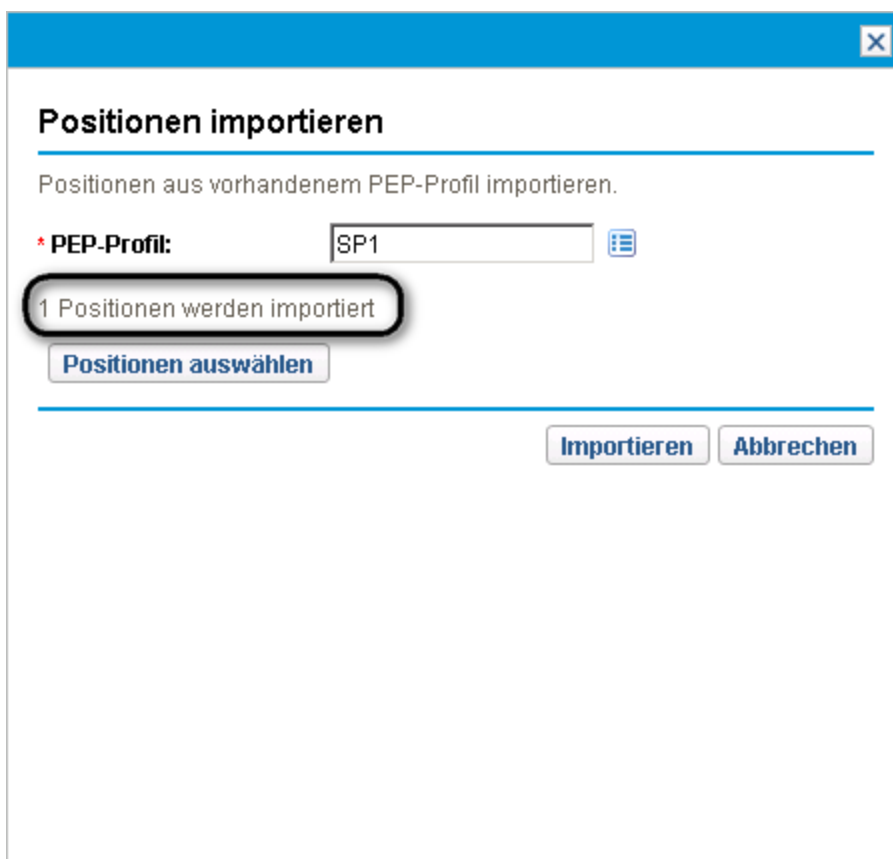 Positionen importieren
Positionen aus vorhandenem PEP-Profil importieren.
* PEP-Profil: SP1
1 Positionen werden importiert
Positionen auswählen
Importieren Abbrechen